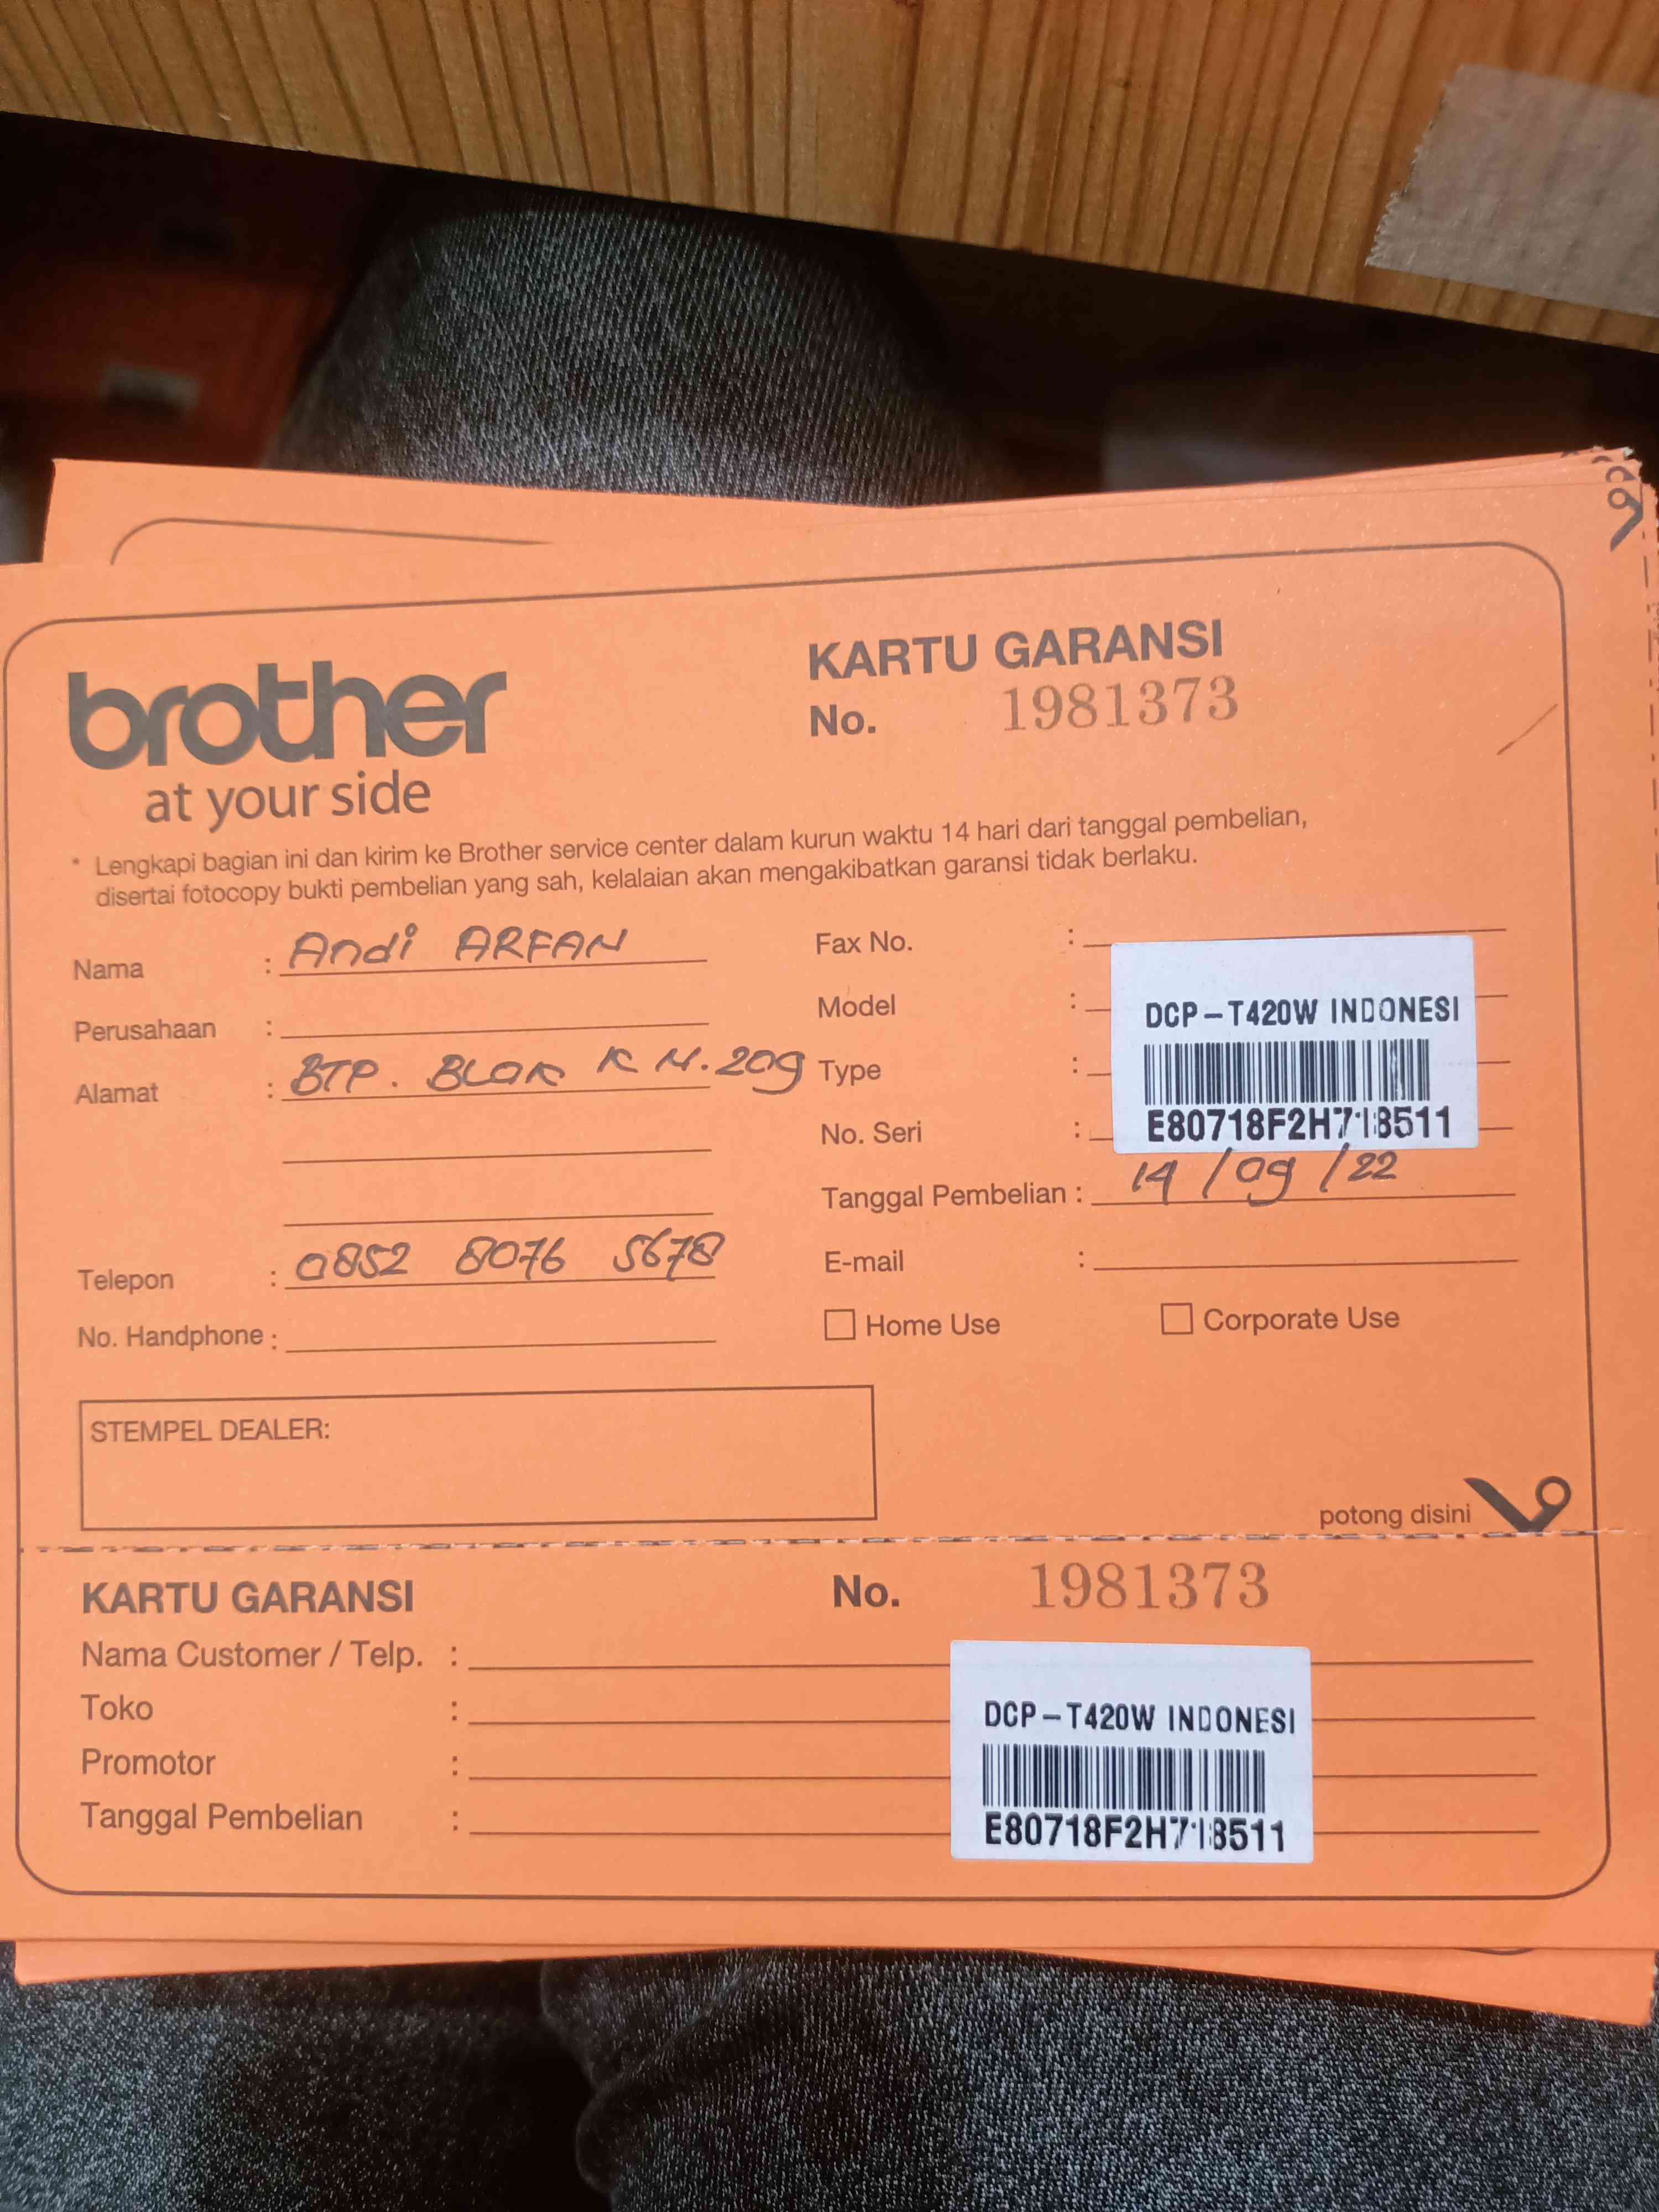 brother
at your side
KARTU GARANSI
No. 1981373
* Lengkapi bagian ini dan kirim ke Brother service center dalam kurun waktu 14 hari dari tanggal pembelian,
disertai fotocopy bukti pembelian yang sah, kelalaian akan mengakibatkan garansi tidak berlaku.
Nama : Andi ARFAN
Perusahaan :
Alamat : BTP. BLOK K N.209
Telepon : 0852 8076 5678
No. Handphone :
Fax No. :
Model :
Type :
No. Seri :
DCP-T420W INDONESI
E80718F2H718511
Tanggal Pembelian : 14/09/22
E-mail :
Home Use Corporate Use
STEMPEL DEALER:
potong disini
KARTU GARANSI No. 1981373
Nama Customer / Telp. :
Toko :
Promotor :
Tanggal Pembelian :
DCP-T420W INDONESI
E80718F2H718511